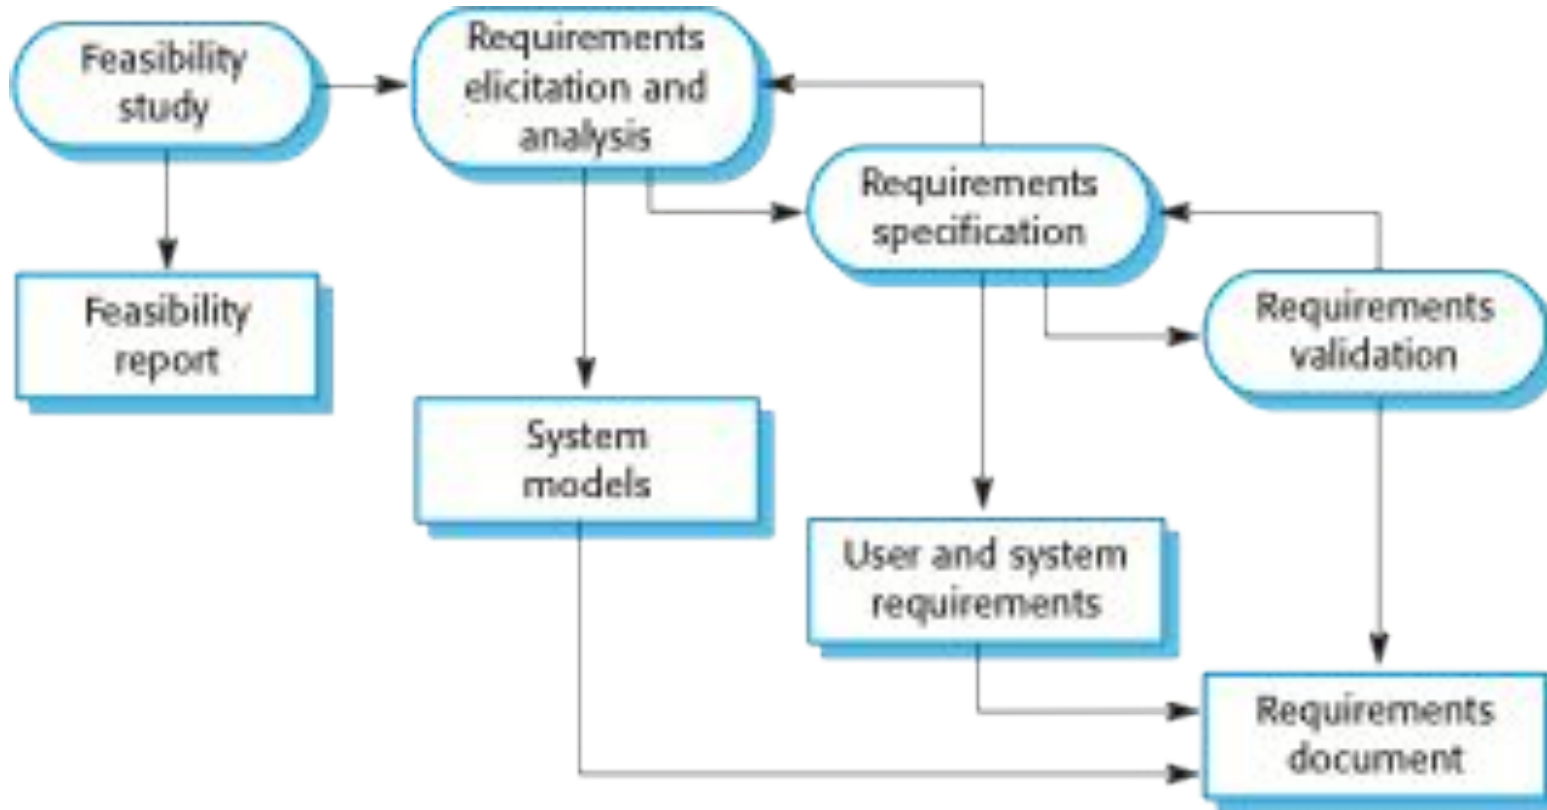 Feasibility
study
Requirements
elicitation and
analysis
Requirements
specification
Requirements
validation
Feasibility
report
System
models
User and system
requirements
Requirements
document